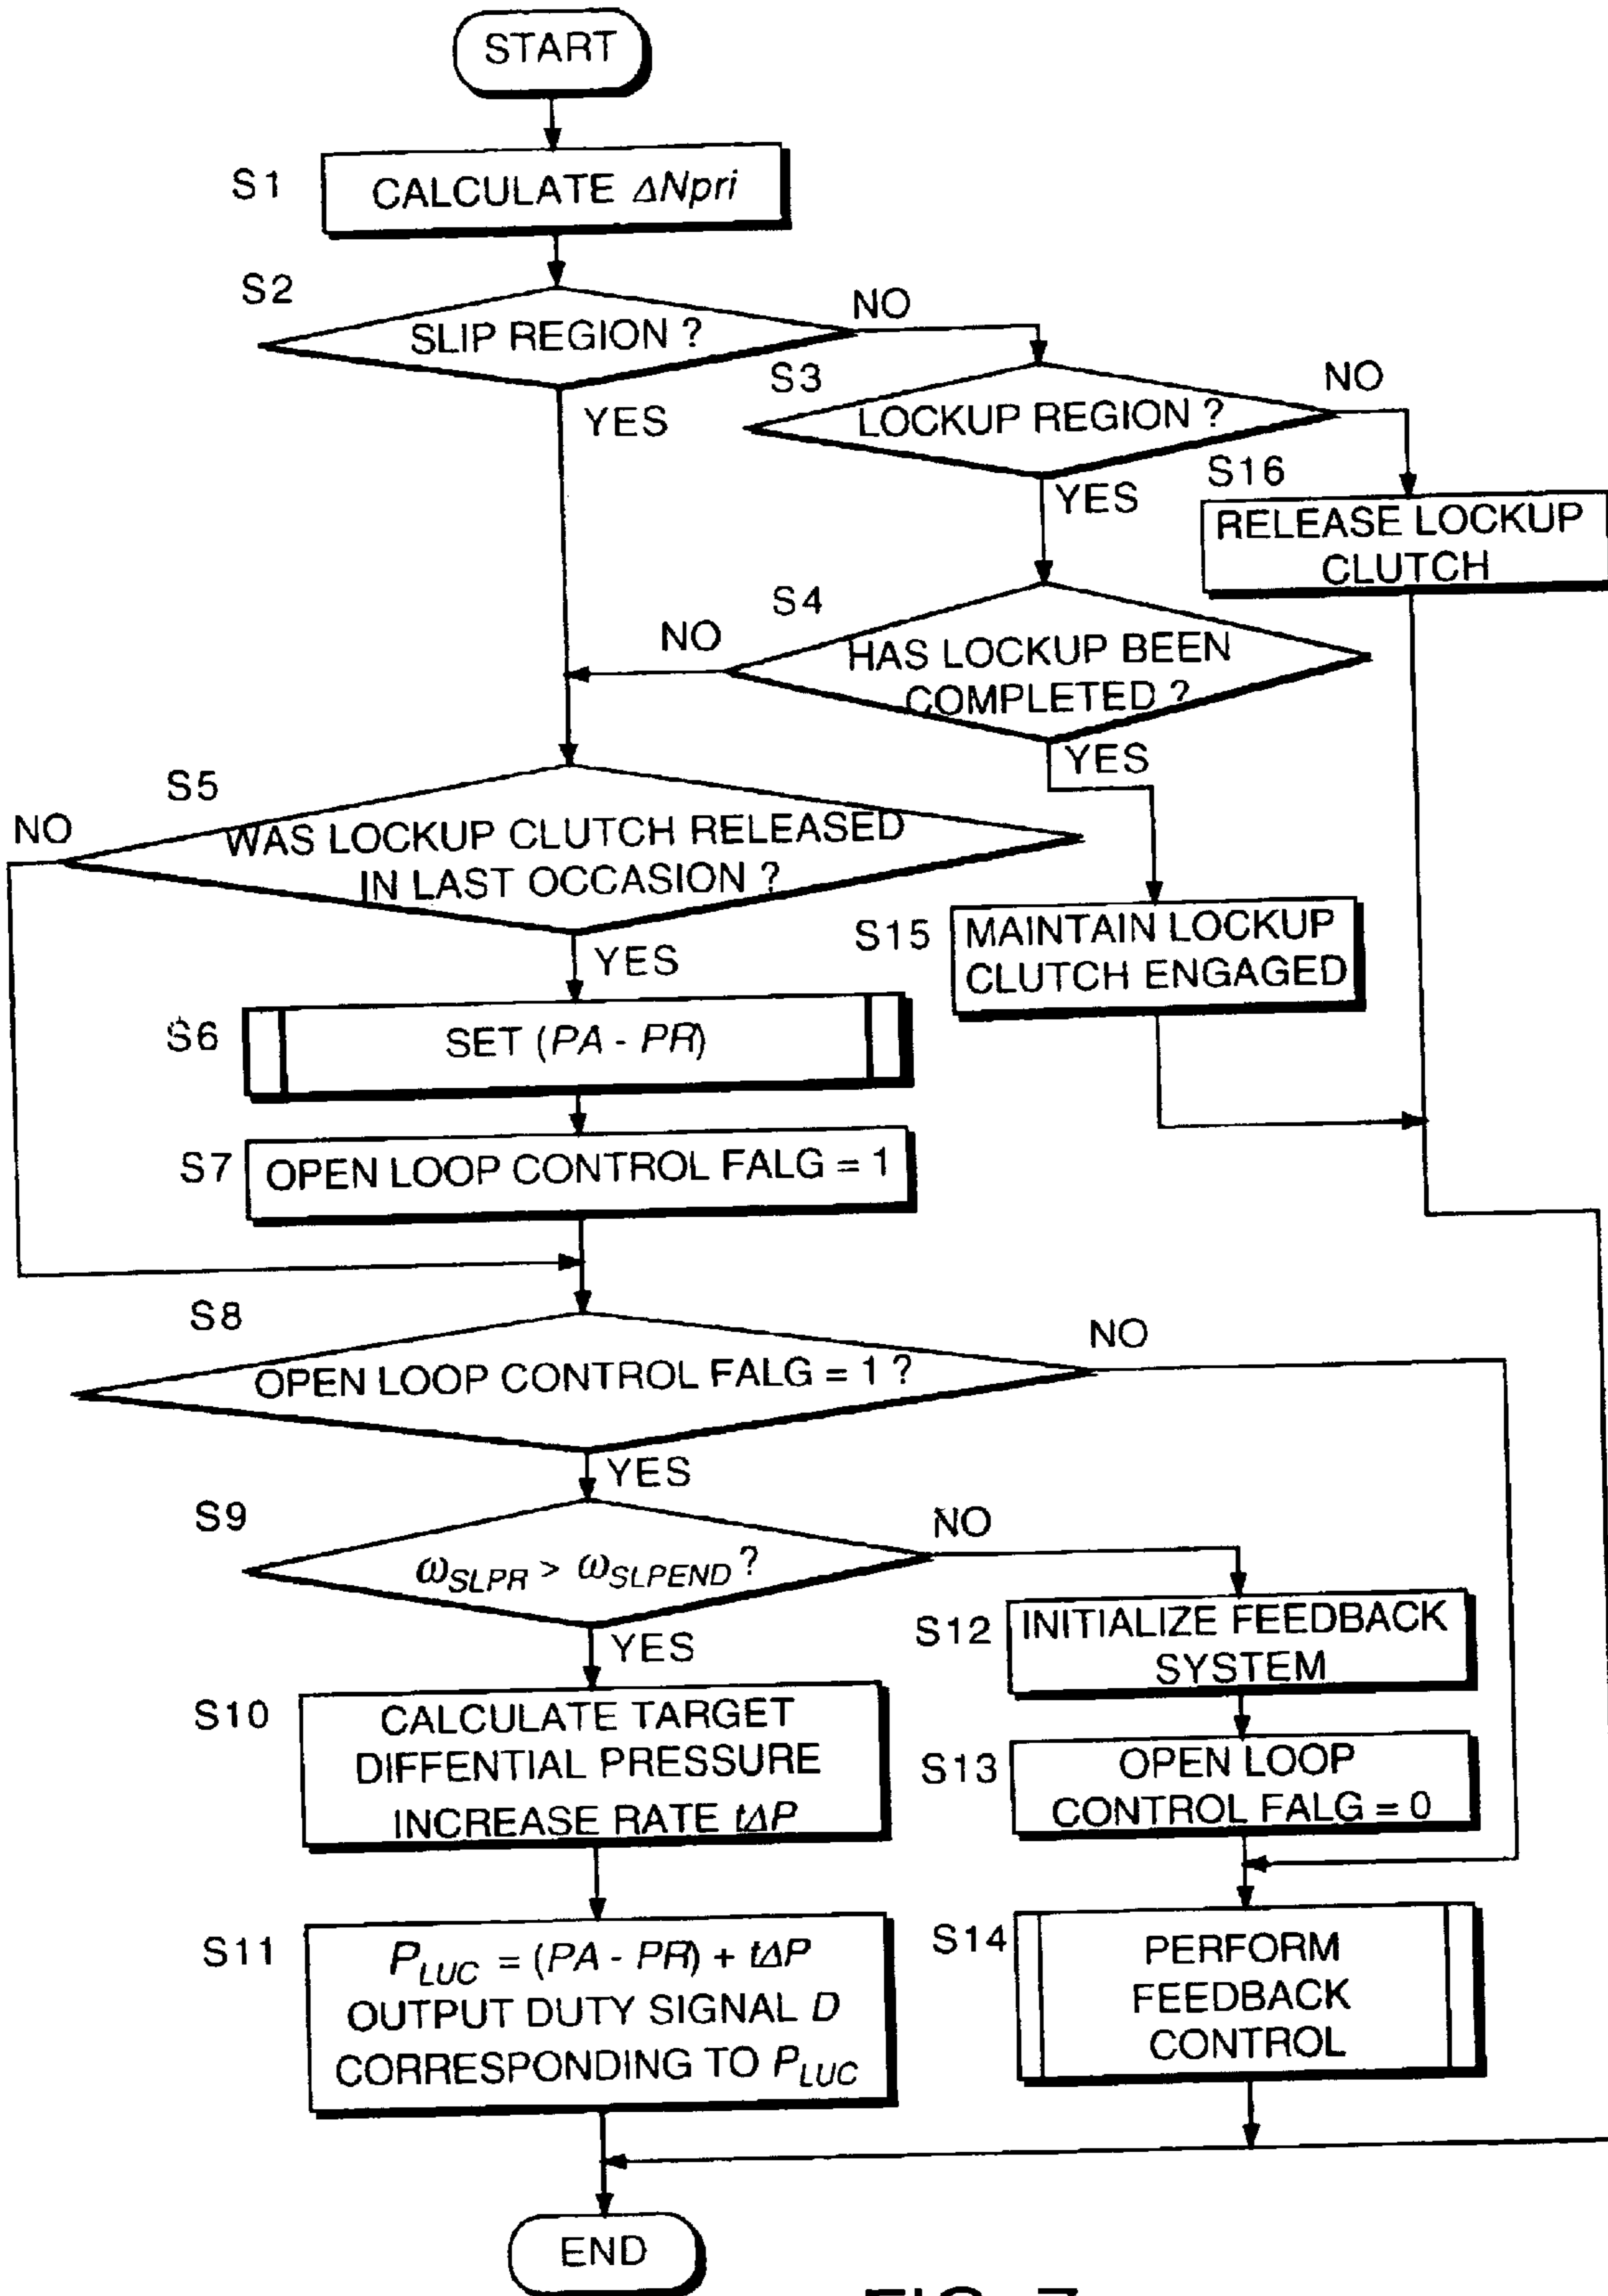 START
S1
CALCULATE ΔNpri
S2
SLIP REGION ?
NO
YES
S3
LOCKUP REGION ?
NO
YES
S16
RELEASE LOCKUP
CLUTCH
S4
NO
HAS LOCKUP BEEN
COMPLETED ?
YES
S5
NO
WAS LOCKUP CLUTCH RELEASED
IN LAST OCCASION ?
YES
S15
MAINTAIN LOCKUP
CLUTCH ENGAGED
S6
SET (PA - PR)
S7
OPEN LOOP CONTROL FALG = 1
S8
OPEN LOOP CONTROL FALG = 1 ?
NO
YES
S9
ωSLPR > ωSLPEND ?
NO
YES
S12
INITIALIZE FEEDBACK
SYSTEM
S10
CALCULATE TARGET
DIFFENTIAL PRESSURE
INCREASE RATE tΔP
S13
OPEN LOOP
CONTROL FALG = 0
S11
PLUC = (PA - PR) + tΔP
OUTPUT DUTY SIGNAL D
CORRESPONDING TO PLUC
S14
PERFORM
FEEDBACK
CONTROL
END